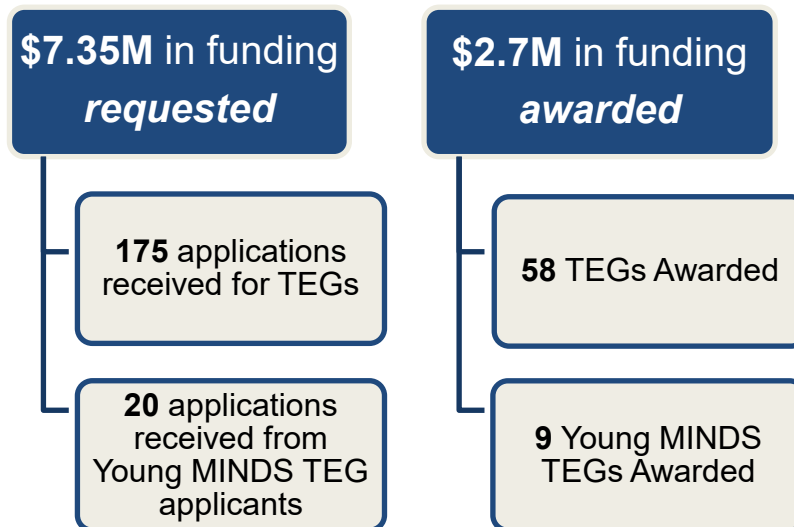 $7.35M in funding
requested
175 applications
received for TEGs
20 applications
received from
Young MINDS TEG
applicants
$2.7M in funding
awarded
58 TEGs Awarded
9 Young MINDS
TEGs Awarded